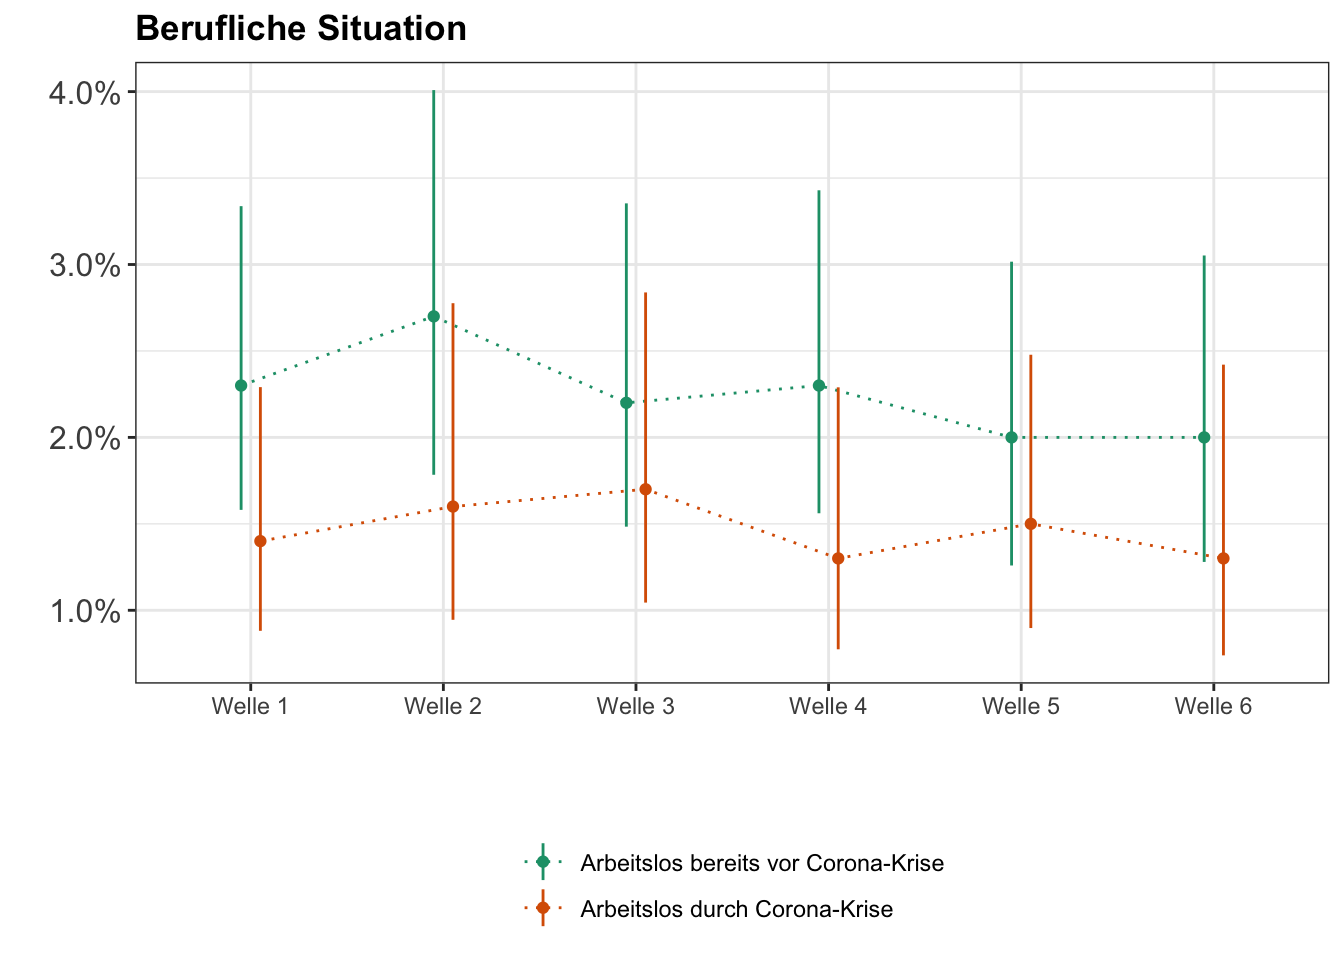 Berufliche Situation
4.0%
3.0%
2.0%
1.0%
Welle 1 Welle 2 Welle 3 Welle 4 Welle 5 Welle 6
Arbeitslos bereits vor Corona-Krise
Arbeitslos durch Corona-Krise